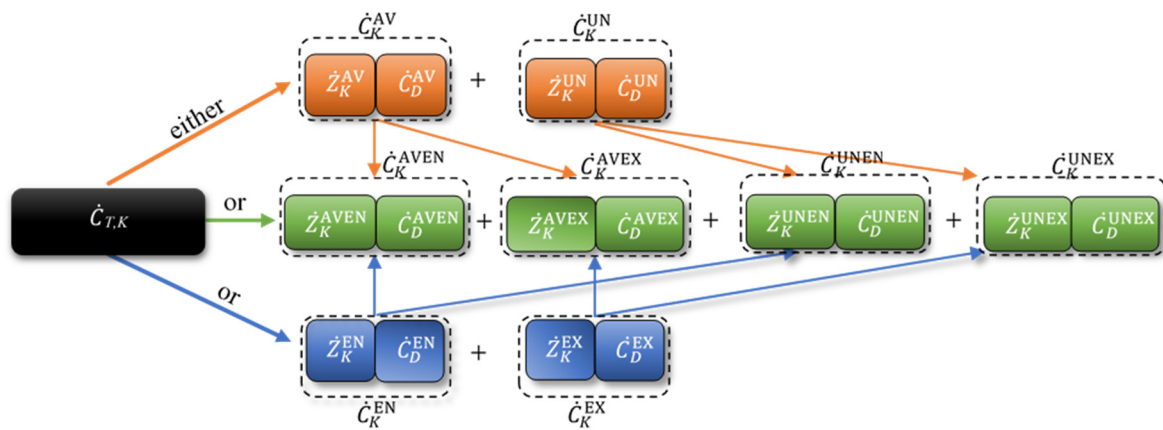 Ċ_K^AV Ċ_K^UN
Ż_K^AV Ċ_D^AV + Ż_K^UN Ċ_D^UN
either
Ċ_K^AVEN Ċ_K^AVEX Ċ_K^UNEN Ċ_K^UNEX
Ċ_T,K or Ż_K^AVEN Ċ_D^AVEN + Ż_K^AVEX Ċ_D^AVEX + Ż_K^UNEN Ċ_D^UNEN + Ż_K^UNEX Ċ_D^UNEX
or
Ż_K^EN Ċ_D^EN + Ż_K^EX Ċ_D^EX
Ċ_K^EN Ċ_K^EX